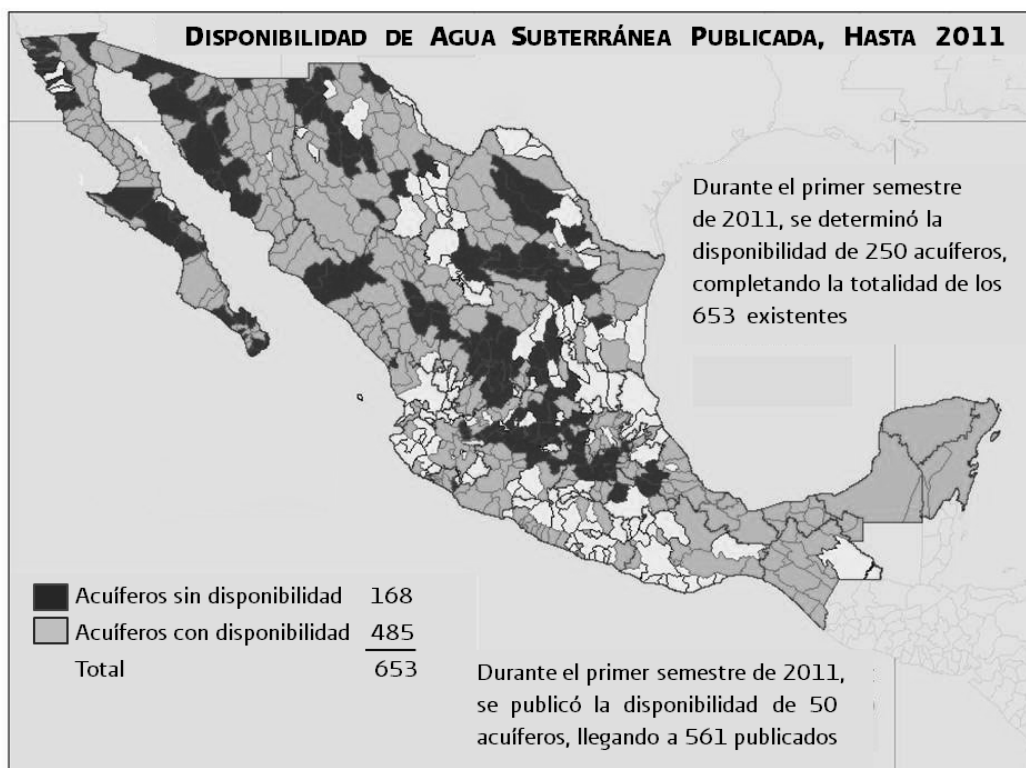 DISPONIBILIDAD DE AGUA SUBTERRÁNEA PUBLICADA, HASTA 2011
Durante el primer semestre
de 2011, se determinó la
disponibilidad de 250 acuíferos,
completando la totalidad de los
653 existentes
Acuíferos sin disponibilidad 168
Acuíferos con disponibilidad 485
Total 653
Durante el primer semestre de 2011,
se publicó la disponibilidad de 50
acuíferos, llegando a 561 publicados